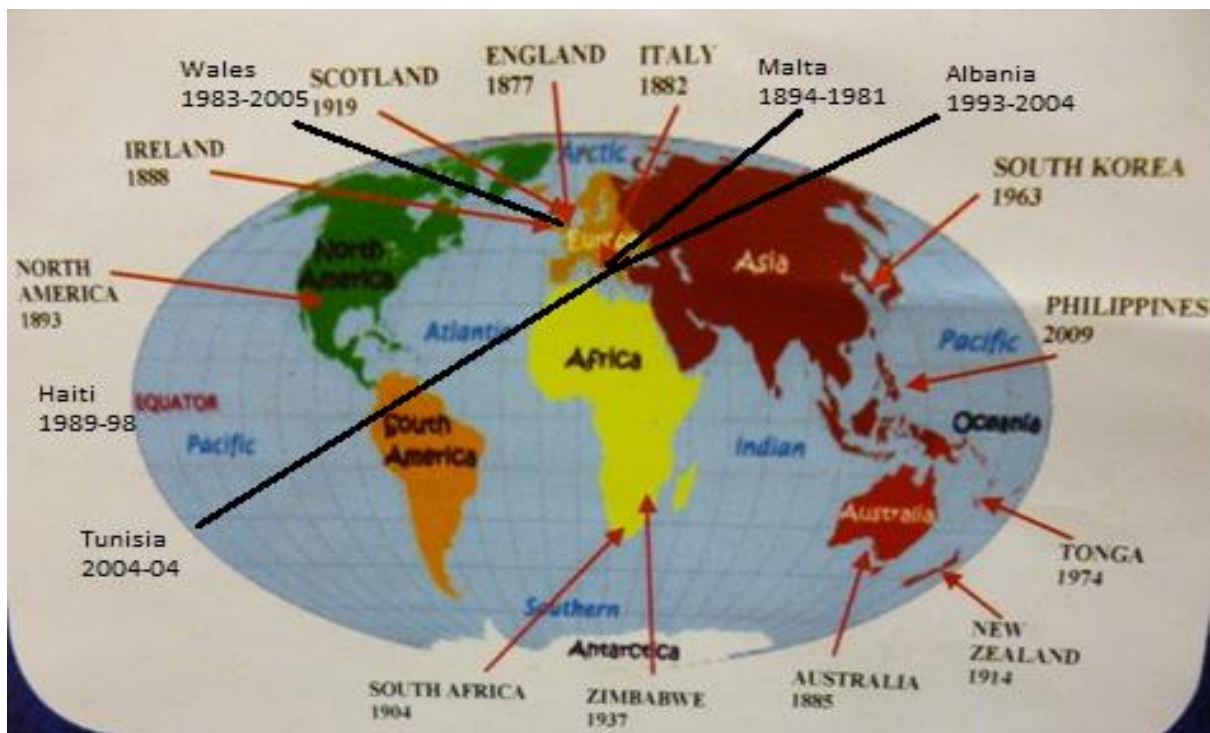 Wales
1983-2005
SCOTLAND
1919
ENGLAND
1877
ITALY
1882
Malta
1894-1981
Albania
1993-2004
IRELAND
1888
Arctic
SOUTH KOREA
1963
NORTH
AMERICA
1893
North
America
Europe
Asia
Atlantic
Africa
PHILIPPINES
2009
Pacific
Haiti
1989-98
EQUATOR
Pacific
South
America
Indian
Oceania
Australia
Tunisia
2004-04
TONGA
1974
Southern
Antarctica
NEW
ZEALAND
1914
SOUTH AFRICA
1904
ZIMBABWE
1937
AUSTRALIA
1885